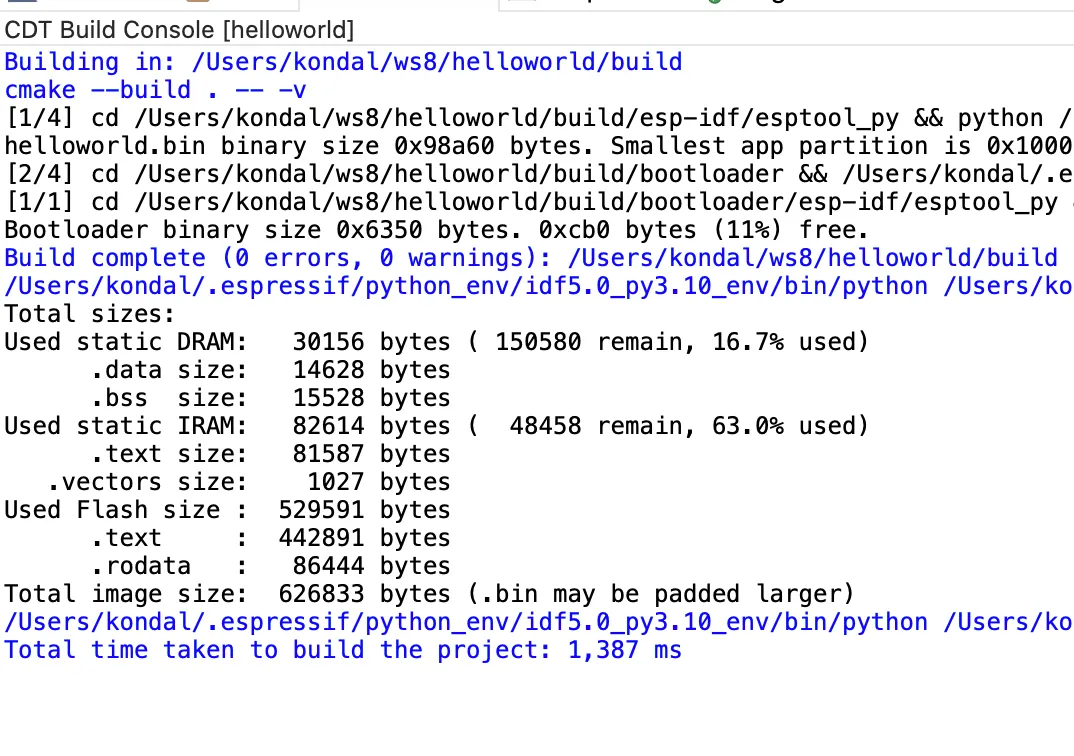 CDT Build Console [helloworld]
Building in: /Users/kondal/ws8/helloworld/build
cmake --build . -- -v
[1/4] cd /Users/kondal/ws8/helloworld/build/esp-idf/esptool_py && python /
helloworld.bin binary size 0x98a60 bytes. Smallest app partition is 0x1000
[2/4] cd /Users/kondal/ws8/helloworld/build/bootloader && /Users/kondal/.e
[1/1] cd /Users/kondal/ws8/helloworld/build/bootloader/esp-idf/esptool_py
Bootloader binary size 0x6350 bytes. 0xcb0 bytes (11%) free.
Build complete (0 errors, 0 warnings): /Users/kondal/ws8/helloworld/build
/Users/kondal/.espressif/python_env/idf5.0_py3.10_env/bin/python /Users/ko
Total sizes:
Used static DRAM:   30156 bytes ( 150580 remain, 16.7% used)
      .data size:   14628 bytes
      .bss  size:   15528 bytes
Used static IRAM:   82614 bytes (  48458 remain, 63.0% used)
      .text size:   81587 bytes
   .vectors size:    1027 bytes
Used Flash size :  529591 bytes
      .text     :  442891 bytes
      .rodata   :   86444 bytes
Total image size:  626833 bytes (.bin may be padded larger)
/Users/kondal/.espressif/python_env/idf5.0_py3.10_env/bin/python /Users/ko
Total time taken to build the project: 1,387 ms